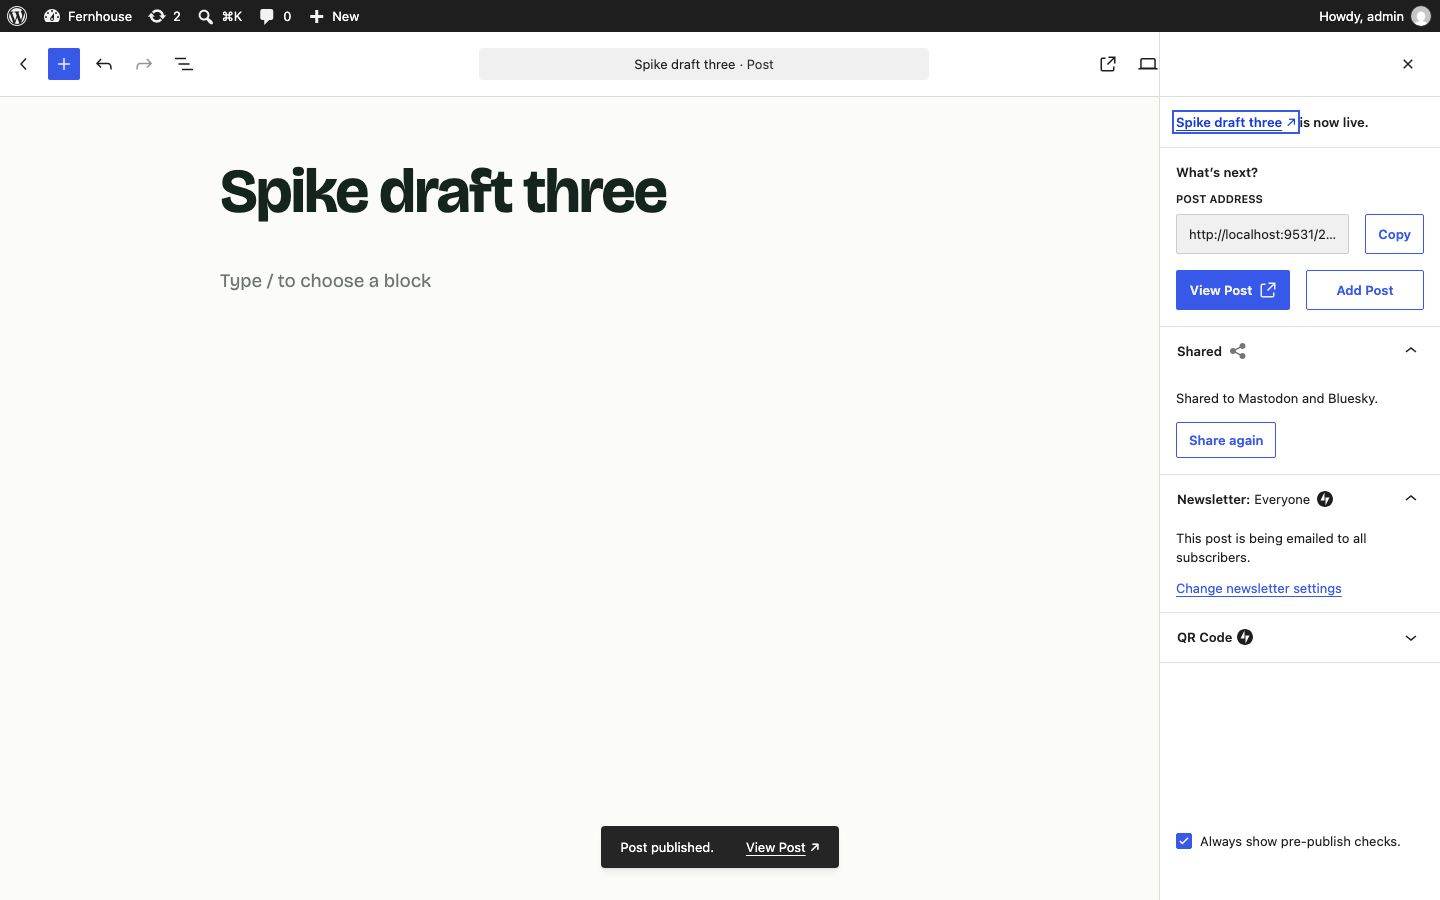 Fernhouse 2 ⌘K 0 New Howdy, admin
Spike draft three · Post
Spike draft three ↗ is now live.
What's next?
POST ADDRESS
http://localhost:9531/2... Copy
View Post Add Post
Shared
Shared to Mastodon and Bluesky.
Share again
Newsletter: Everyone
This post is being emailed to all
subscribers.
Change newsletter settings
QR Code
Always show pre-publish checks.
Spike draft three
Type / to choose a block
Post published. View Post ↗